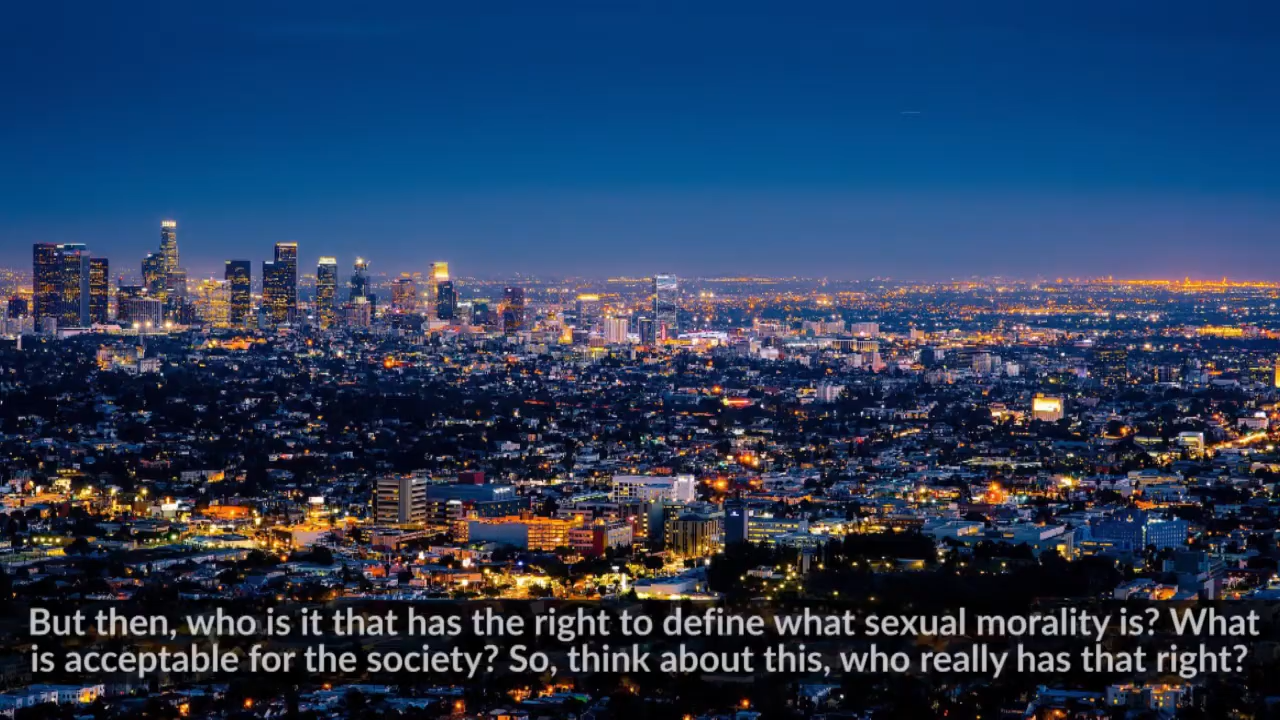 But then, who is it that has the right to define what sexual morality is? What
is acceptable for the society? So, think about this, who really has that right?